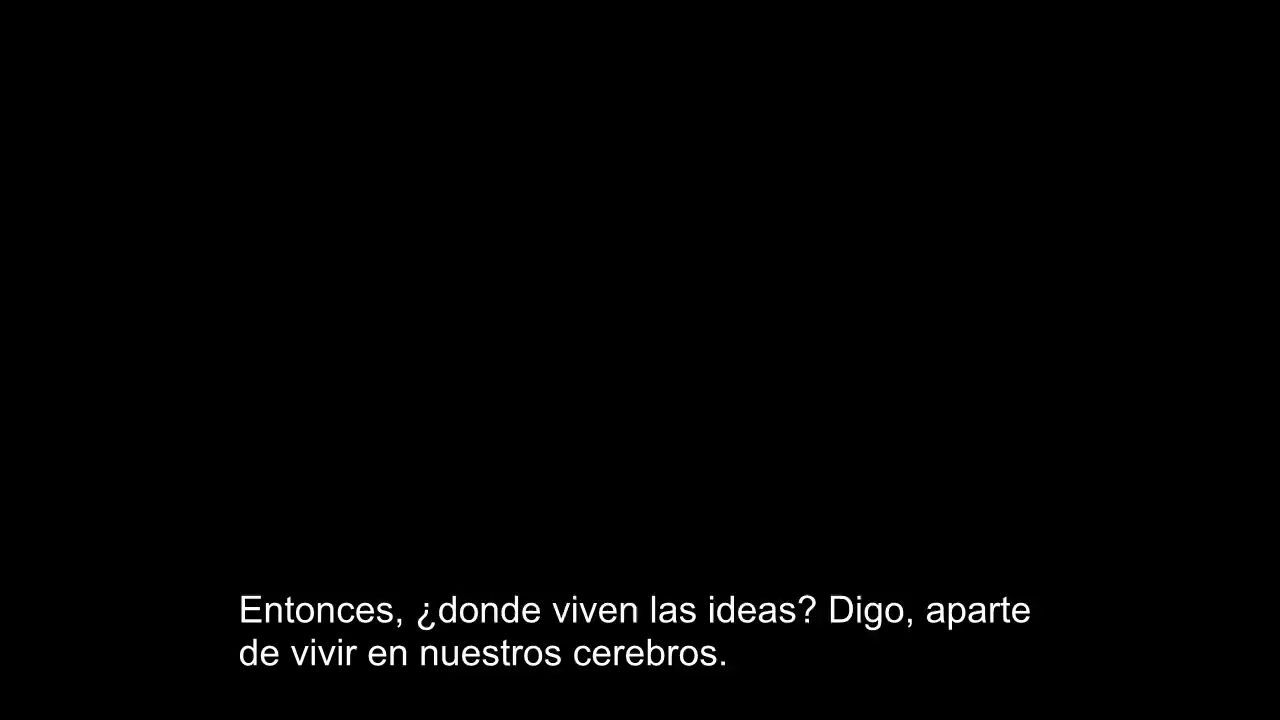 Entonces, ¿donde viven las ideas? Digo, aparte
de vivir en nuestros cerebros.